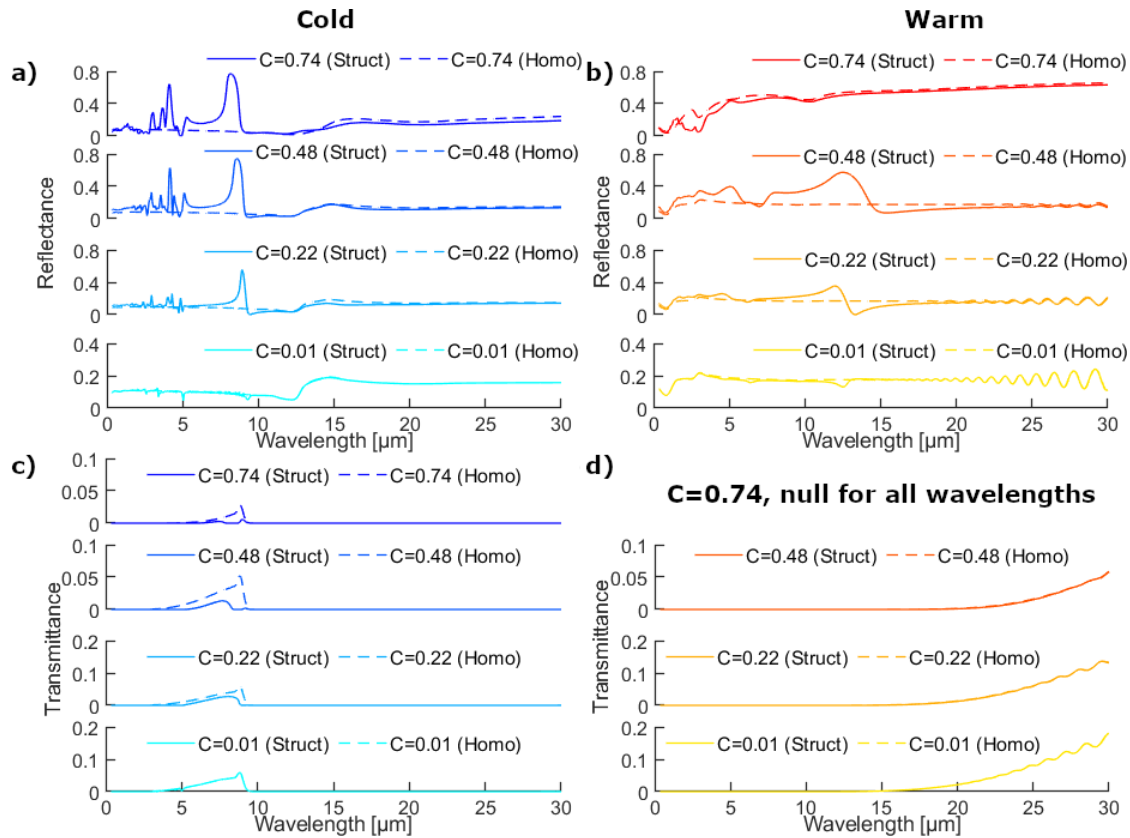 Cold
Warm
a)
C=0.74 (Struct) C=0.74 (Homo)
0.8
0.4
0
C=0.48 (Struct) C=0.48 (Homo)
0.8
0.4
0
C=0.22 (Struct) C=0.22 (Homo)
0.8
0.4
0
C=0.01 (Struct) C=0.01 (Homo)
0.4
0.2
0
Reflectance
0 5 10 15 20 25 30
Wavelength [µm]
b)
C=0.74 (Struct) C=0.74 (Homo)
0.8
0.4
0
C=0.48 (Struct) C=0.48 (Homo)
0.8
0.4
0
C=0.22 (Struct) C=0.22 (Homo)
0.8
0.4
0
C=0.01 (Struct) C=0.01 (Homo)
0.4
0.2
0
Reflectance
0 5 10 15 20 25 30
Wavelength [µm]
c)
0.1
C=0.74 (Struct) C=0.74 (Homo)
0.05
0
0.1
C=0.48 (Struct) C=0.48 (Homo)
0.05
0
0.2
C=0.22 (Struct) C=0.22 (Homo)
0.1
0
0.2
C=0.01 (Struct) C=0.01 (Homo)
0.1
0
Transmittance
0 5 10 15 20 25 30
Wavelength [µm]
d)
C=0.74, null for all wavelengths
0.1
C=0.48 (Struct) C=0.48 (Homo)
0.05
0
0.2
C=0.22 (Struct) C=0.22 (Homo)
0.1
0
0.2
C=0.01 (Struct) C=0.01 (Homo)
0.1
0
Transmittance
0 5 10 15 20 25 30
Wavelength [µm]